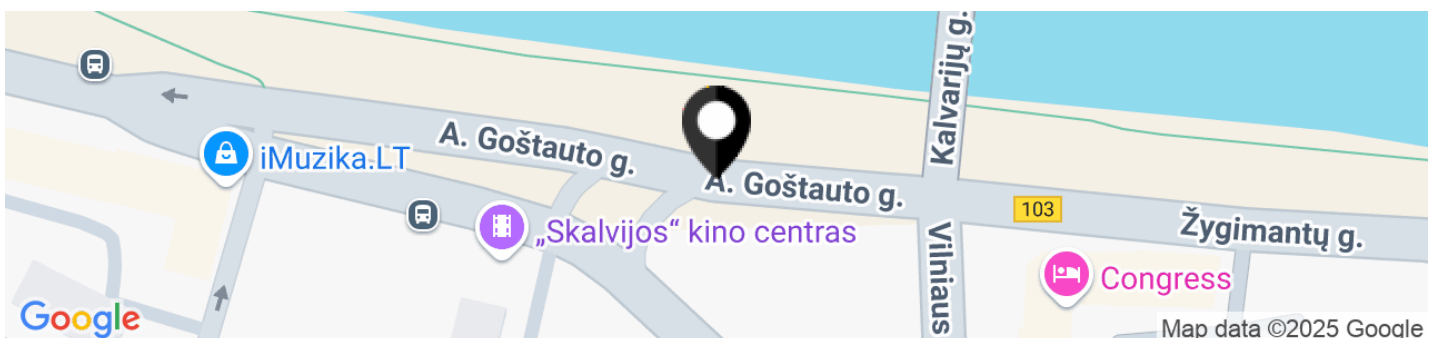 Kalvarijų g.
A. Goštauto g.
iMuzika.LT
A. Goštauto g.
103
„Skalvijos“ kino centras
Žygimantų g.
Vilniaus
Congress
Google
Map data ©2025 Google